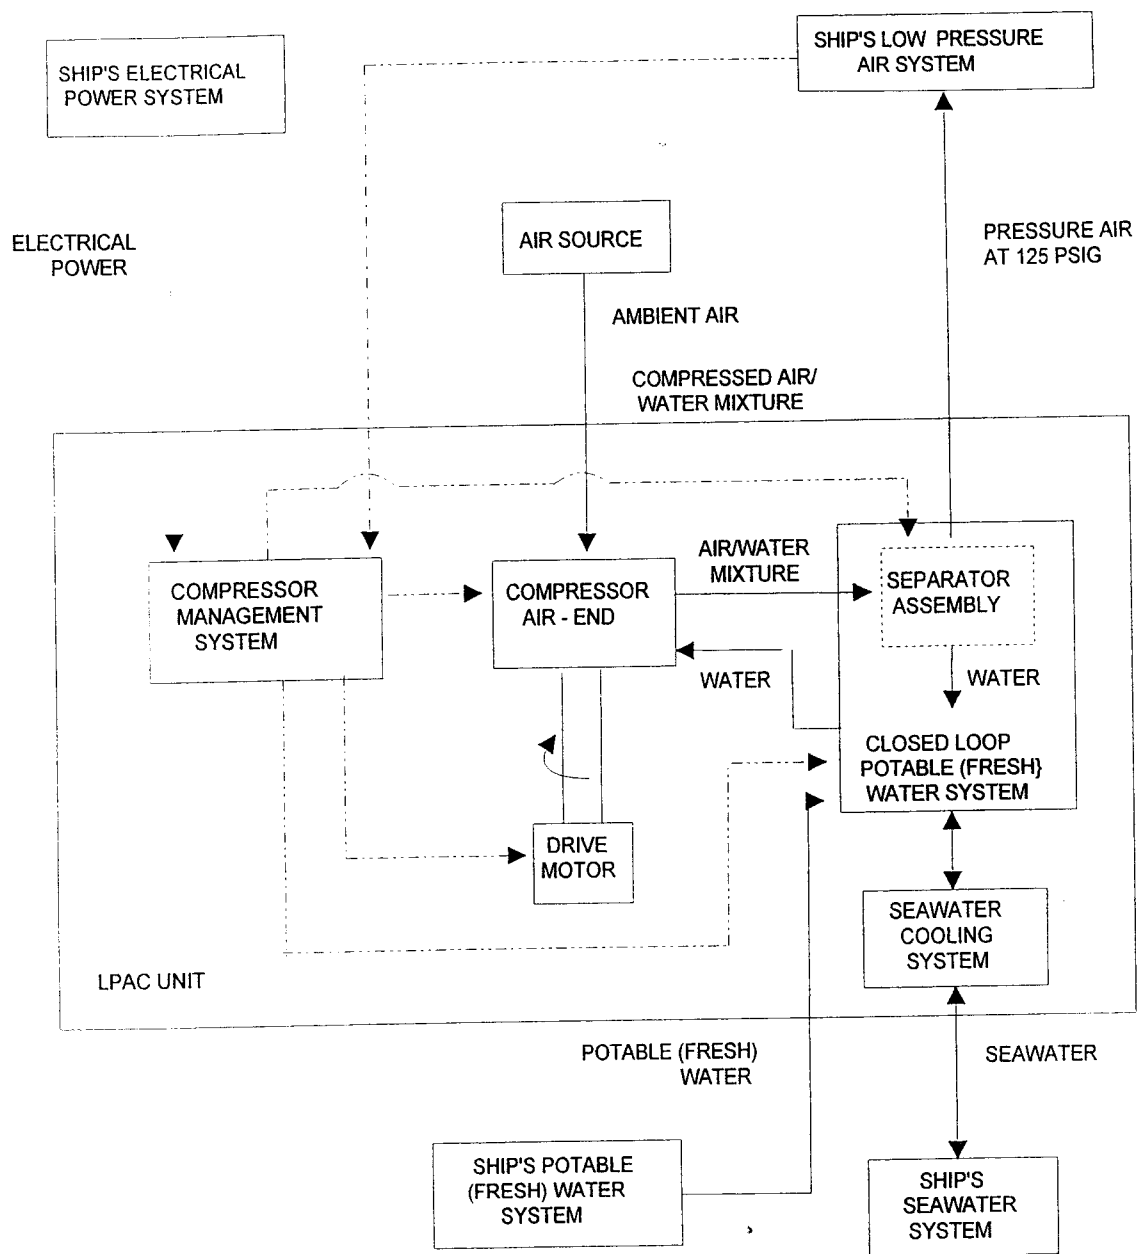 SHIP'S ELECTRICAL
POWER SYSTEM
SHIP'S LOW PRESSURE
AIR SYSTEM
AIR SOURCE
ELECTRICAL
POWER
PRESSURE AIR
AT 125 PSIG
AMBIENT AIR
COMPRESSED AIR/
WATER MIXTURE
COMPRESSOR
MANAGEMENT
SYSTEM
COMPRESSOR
AIR - END
AIR/WATER
MIXTURE
SEPARATOR
ASSEMBLY
WATER
WATER
CLOSED LOOP
POTABLE (FRESH}
WATER SYSTEM
DRIVE
MOTOR
SEAWATER
COOLING
SYSTEM
LPAC UNIT
POTABLE (FRESH)
WATER
SEAWATER
SHIP'S POTABLE
(FRESH) WATER
SYSTEM
SHIP'S
SEAWATER
SYSTEM